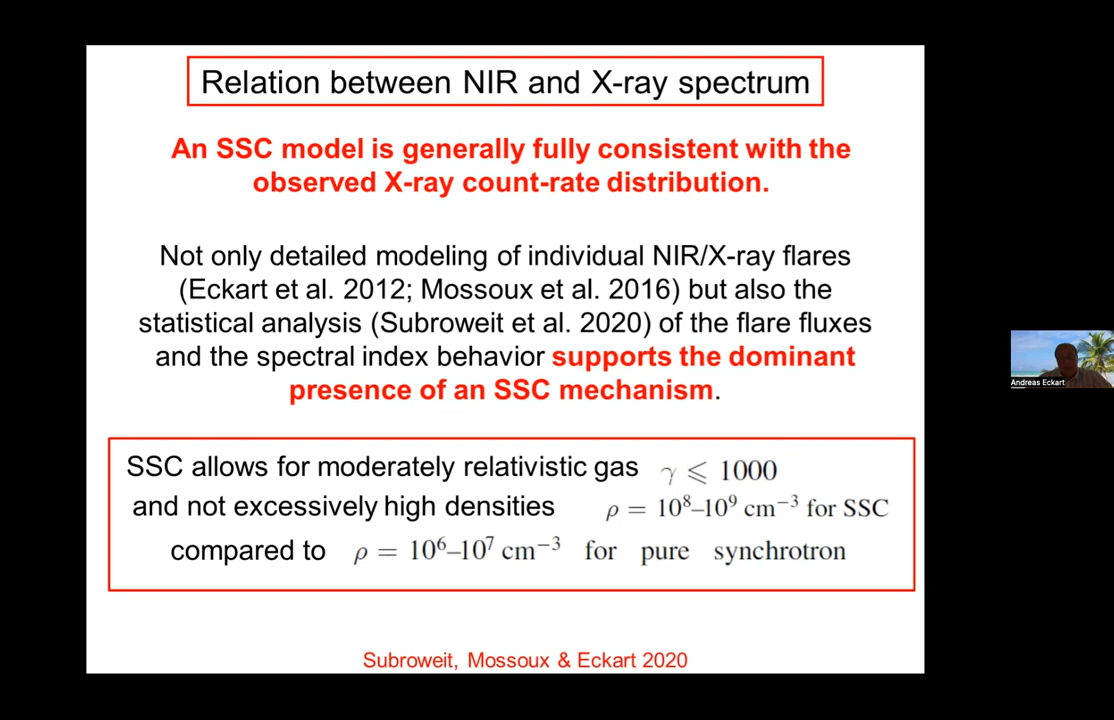 Relation between NIR and X-ray spectrum
An SSC model is generally fully consistent with the
observed X-ray count-rate distribution.
Not only detailed modeling of individual NIR/X-ray flares
(Eckart et al. 2012; Mossoux et al. 2016) but also the
statistical analysis (Subroweit et al. 2020) of the flare fluxes
and the spectral index behavior supports the dominant
presence of an SSC mechanism.
SSC allows for moderately relativistic gas γ ⩽ 1000
and not excessively high densities ρ = 10⁸–10⁹ cm⁻³ for SSC
compared to ρ = 10⁶–10⁷ cm⁻³ for pure synchrotron
Subroweit, Mossoux & Eckart 2020
Andreas Eckart